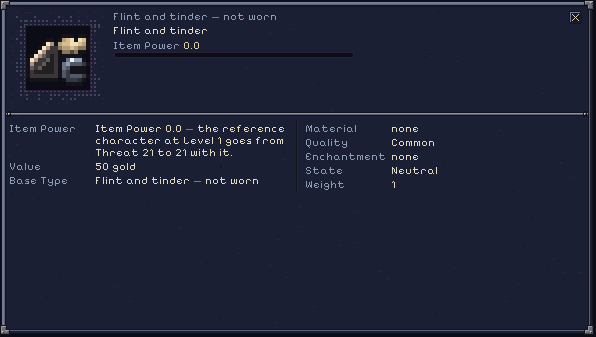 Flint and tinder — not worn
Flint and tinder
Item Power 0.0
Item Power Item Power 0.0 — the reference
character at Level 1 goes from
Threat 21 to 21 with it.
Value 50 gold
Base Type Flint and tinder — not worn
Material none
Quality Common
Enchantment none
State Neutral
Weight 1